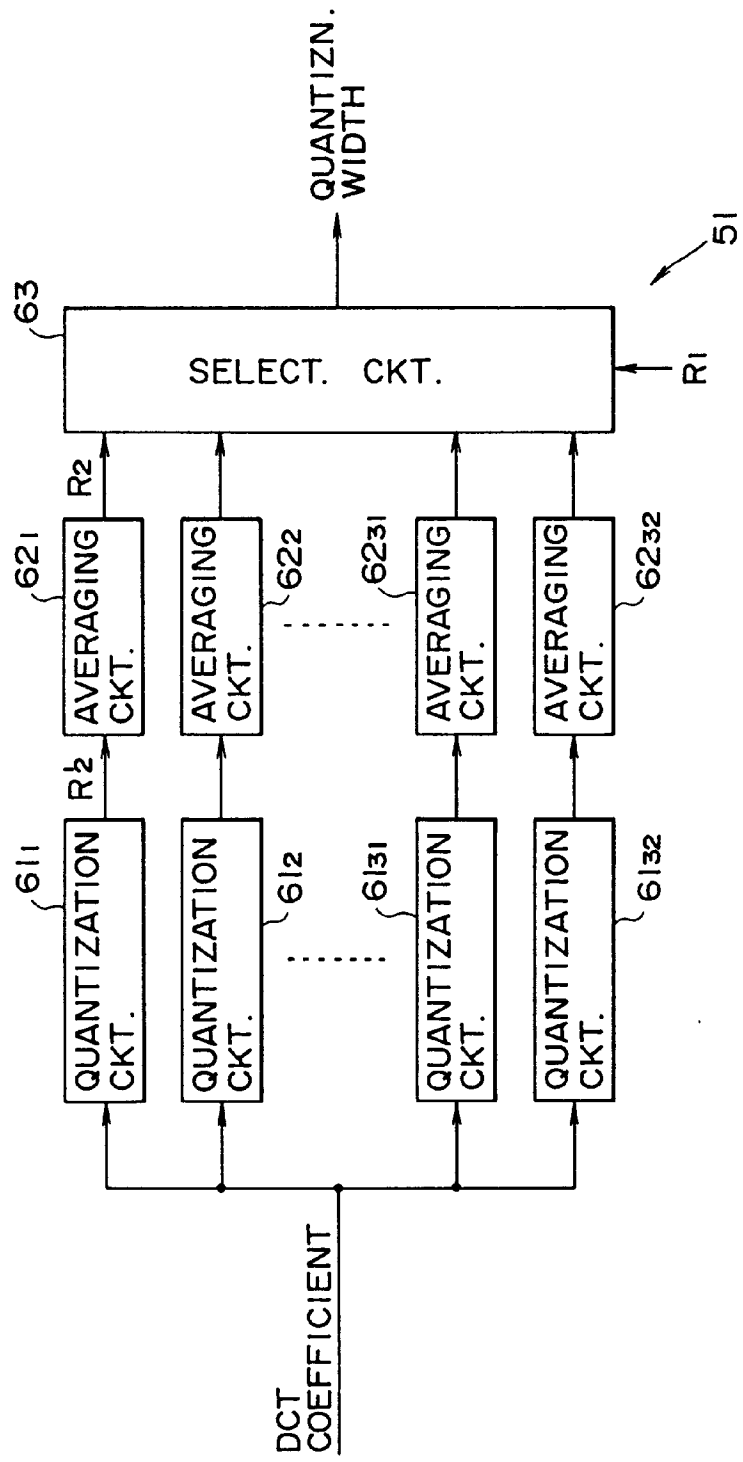 DCT
COEFFICIENT
611
QUANTIZATION
CKT.
621
AVERAGING
CKT.
R2
63
QUANTIZATION
CKT.
612
AVERAGING
CKT.
622
SELECT. CKT.
QUANTIZN.
WIDTH
QUANTIZATION
CKT.
6131
AVERAGING
CKT.
6231
QUANTIZATION
CKT.
6132
AVERAGING
CKT.
6232
R1
51